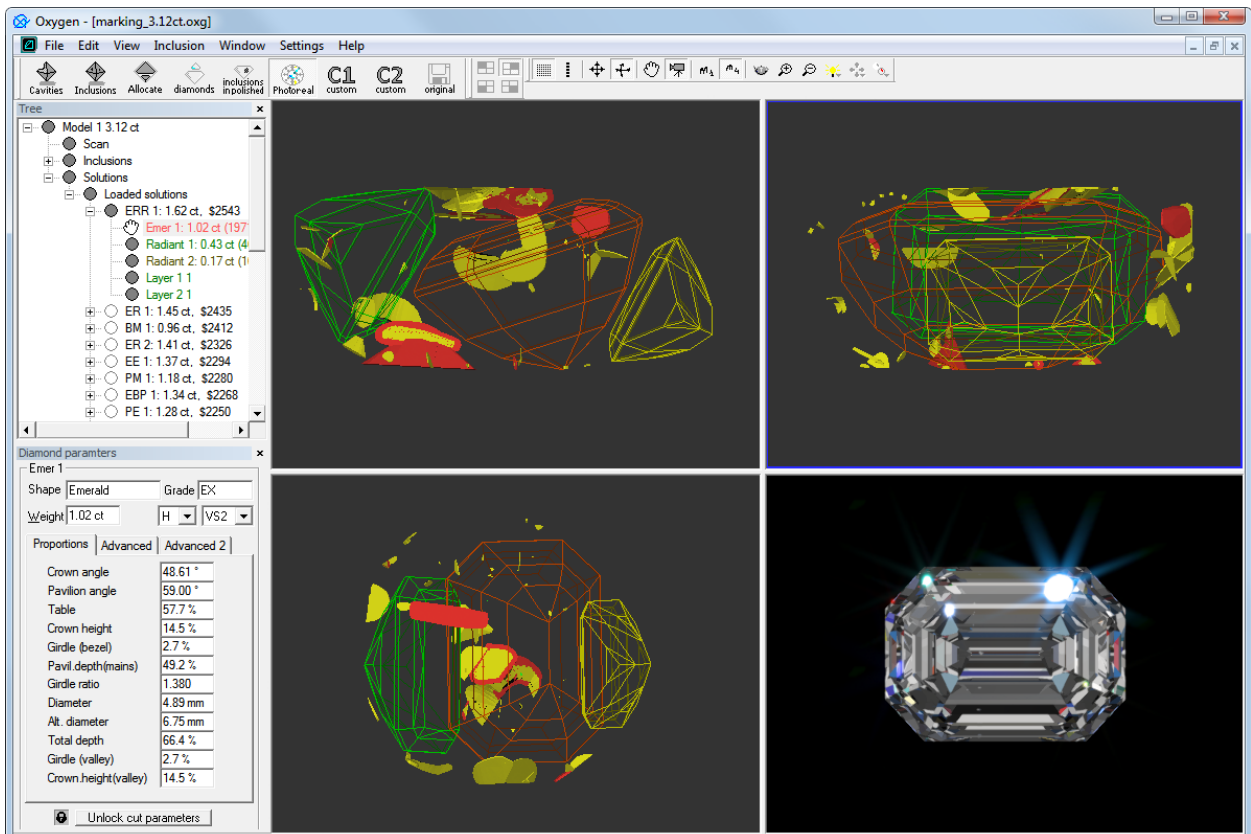 Oxygen - [marking_3.12ct.oxg]
File Edit View Inclusion Window Settings Help
Cavities Inclusions Allocate diamonds inclusions inpolished Photoreal C1 custom C2 custom original
Tree
Model 1 3.12 ct
Scan
Inclusions
Solutions
Loaded solutions
ERR 1: 1.62 ct, $2543
Emer 1: 1.02 ct (197
Radiant 1: 0.43 ct (4
Radiant 2: 0.17 ct (1
Layer 1 1
Layer 2 1
ER 1: 1.45 ct, $2435
BM 1: 0.96 ct, $2412
ER 2: 1.41 ct, $2326
EE 1: 1.37 ct, $2294
PM 1: 1.18 ct, $2280
EBP 1: 1.34 ct, $2268
PE 1: 1.28 ct, $2250
Diamond paramters
Emer 1
Shape Emerald Grade EX
Weight 1.02 ct H VS2
Proportions Advanced Advanced 2
Crown angle 48.61 °
Pavilion angle 59.00 °
Table 57.7 %
Crown height 14.5 %
Girdle (bezel) 2.7 %
Pavil.depth(mains) 49.2 %
Girdle ratio 1.380
Diameter 4.89 mm
Alt. diameter 6.75 mm
Total depth 66.4 %
Girdle (valley) 2.7 %
Crown.height(valley) 14.5 %
Unlock cut parameters